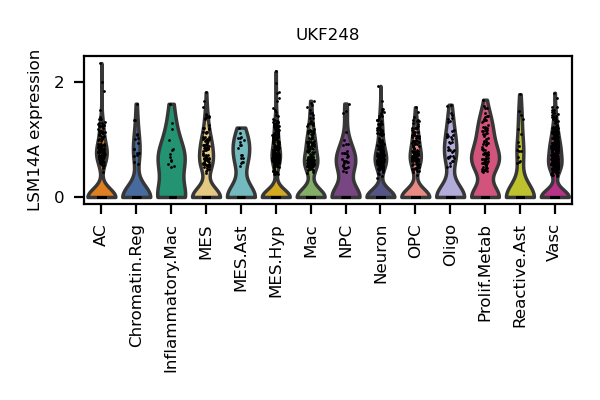 UKF248
LSM14A expression
2
0
AC
Chromatin.Reg
Inflammatory.Mac
MES
MES.Ast
MES.Hyp
Mac
NPC
Neuron
OPC
Oligo
Prolif.Metab
Reactive.Ast
Vasc